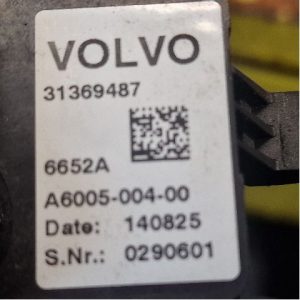 VOLVO
31369487
6652A
A6005-004-00
Date: 140825
S.Nr.: 0290601